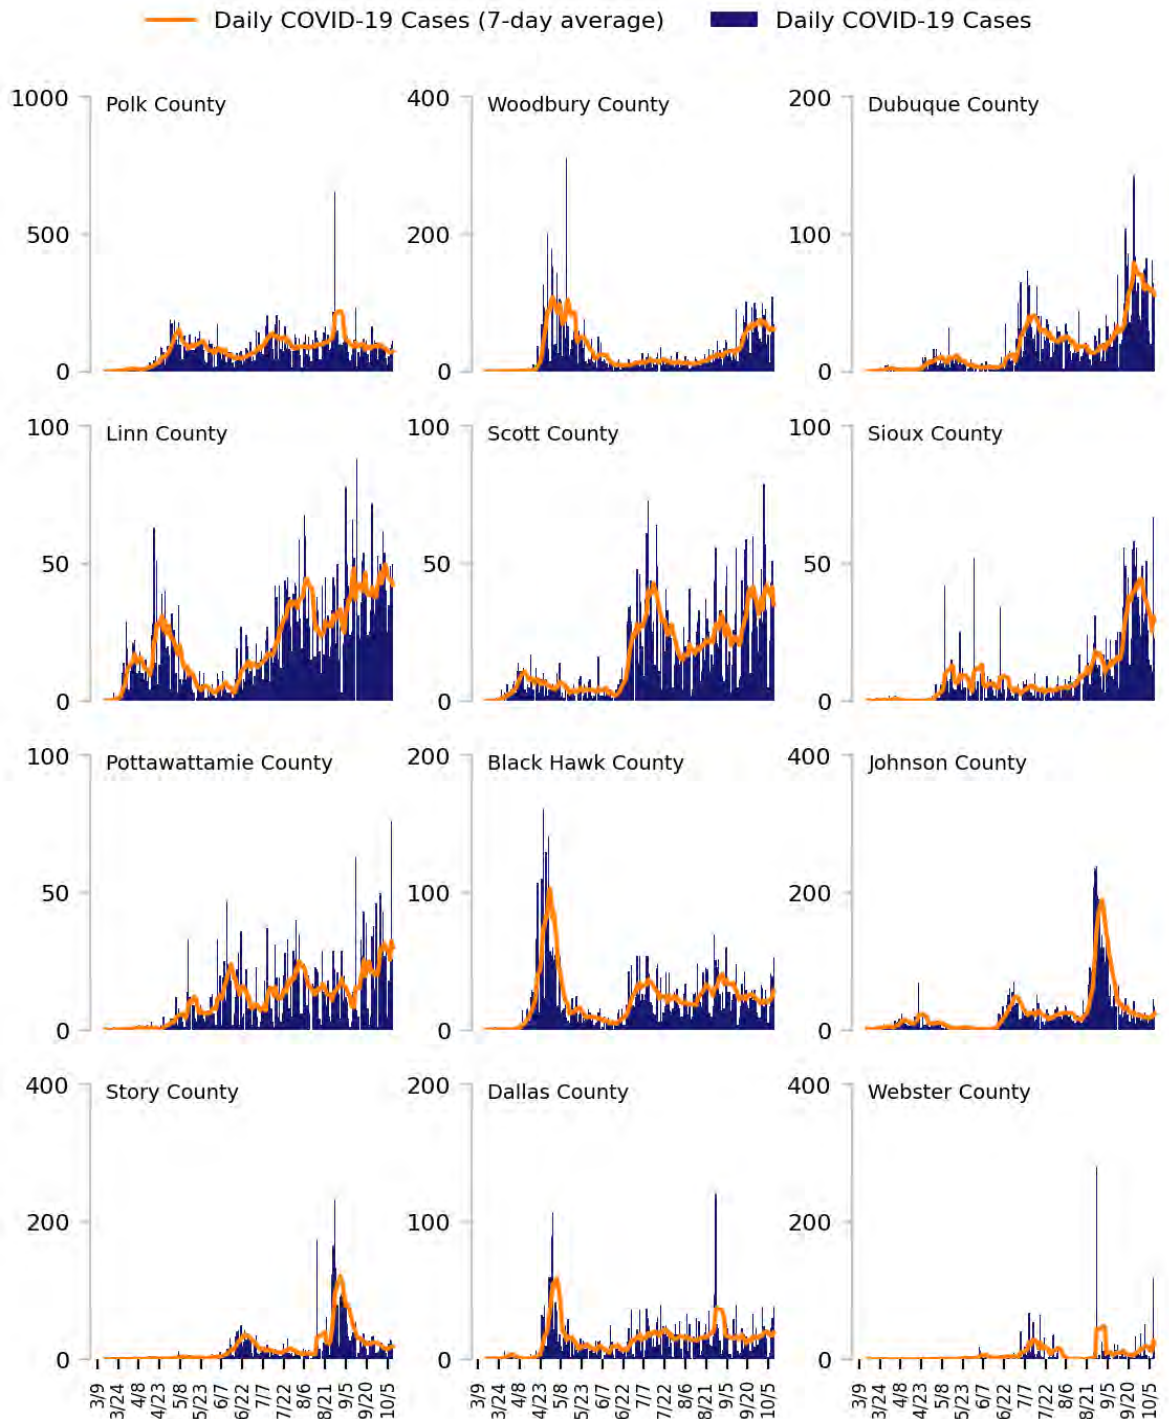 Daily COVID-19 Cases (7-day average) Daily COVID-19 Cases
1000 Polk County 400 Woodbury County 200 Dubuque County
500 200 100
0 0 0
100 Linn County 100 Scott County 100 Sioux County
50 50 50
0 0 0
100 Pottawattamie County 200 Black Hawk County 400 Johnson County
50 100 200
0 0 0
400 Story County 200 Dallas County 400 Webster County
200 100 200
0 0 0
3/9 3/24 4/8 4/23 5/8 5/23 6/7 6/22 7/7 7/22 8/6 8/21 9/5 9/20 10/5 3/9 3/24 4/8 4/23 5/8 5/23 6/7 6/22 7/7 7/22 8/6 8/21 9/5 9/20 10/5 3/9 3/24 4/8 4/23 5/8 5/23 6/7 6/22 7/7 7/22 8/6 8/21 9/5 9/20 10/5